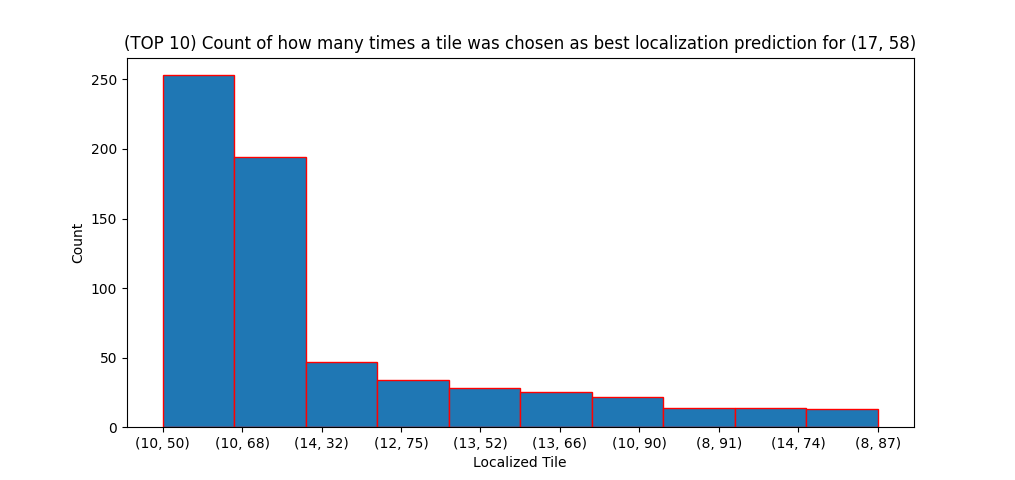 (TOP 10) Count of how many times a tile was chosen as best localization prediction for (17, 58)
250
200
150
100
50
0
Count
(10, 50) (10, 68) (14, 32) (12, 75) (13, 52) (13, 66) (10, 90) (8, 91) (14, 74) (8, 87)
Localized Tile